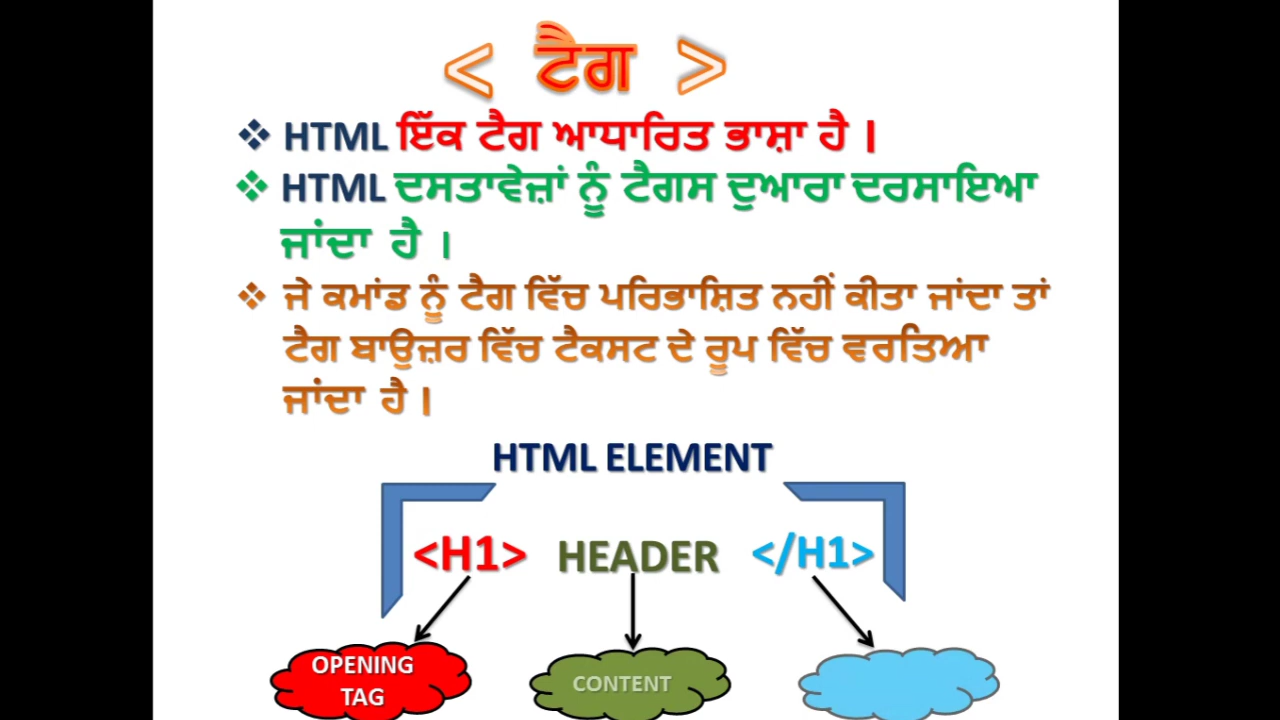 < ਟੈਗ >
❖ HTML ਇੱਕ ਟੈਗ ਆਧਾਰਿਤ ਭਾਸ਼ਾ ਹੈ |
❖ HTML ਦਸਤਾਵੇਜ਼ਾਂ ਨੂੰ ਟੈਗਸ ਦੁਆਰਾ ਦਰਸਾਇਆ
ਜਾਂਦਾ ਹੈ ।
❖ ਜੇ ਕਮਾਂਡ ਨੂੰ ਟੈਗ ਵਿੱਚ ਪਰਿਭਾਸ਼ਿਤ ਨਹੀਂ ਕੀਤਾ ਜਾਂਦਾ ਤਾਂ
ਟੈਗ ਬਾਉਜ਼ਰ ਵਿੱਚ ਟੈਕਸਟ ਦੇ ਰੂਪ ਵਿੱਚ ਵਰਤਿਆ
ਜਾਂਦਾ ਹੈ |
HTML ELEMENT
<H1> HEADER </H1>
OPENING
TAG
CONTENT